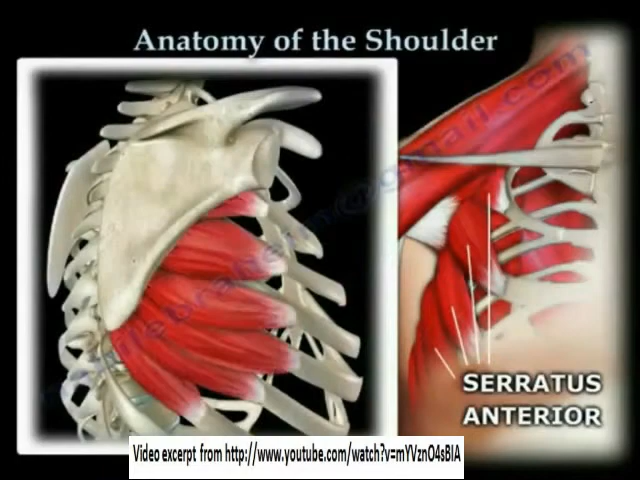 Anatomy of the Shoulder
SERRATUS
ANTERIOR
Video excerpt from http://www.youtube.com/watch?v=mYVznO4sBIA